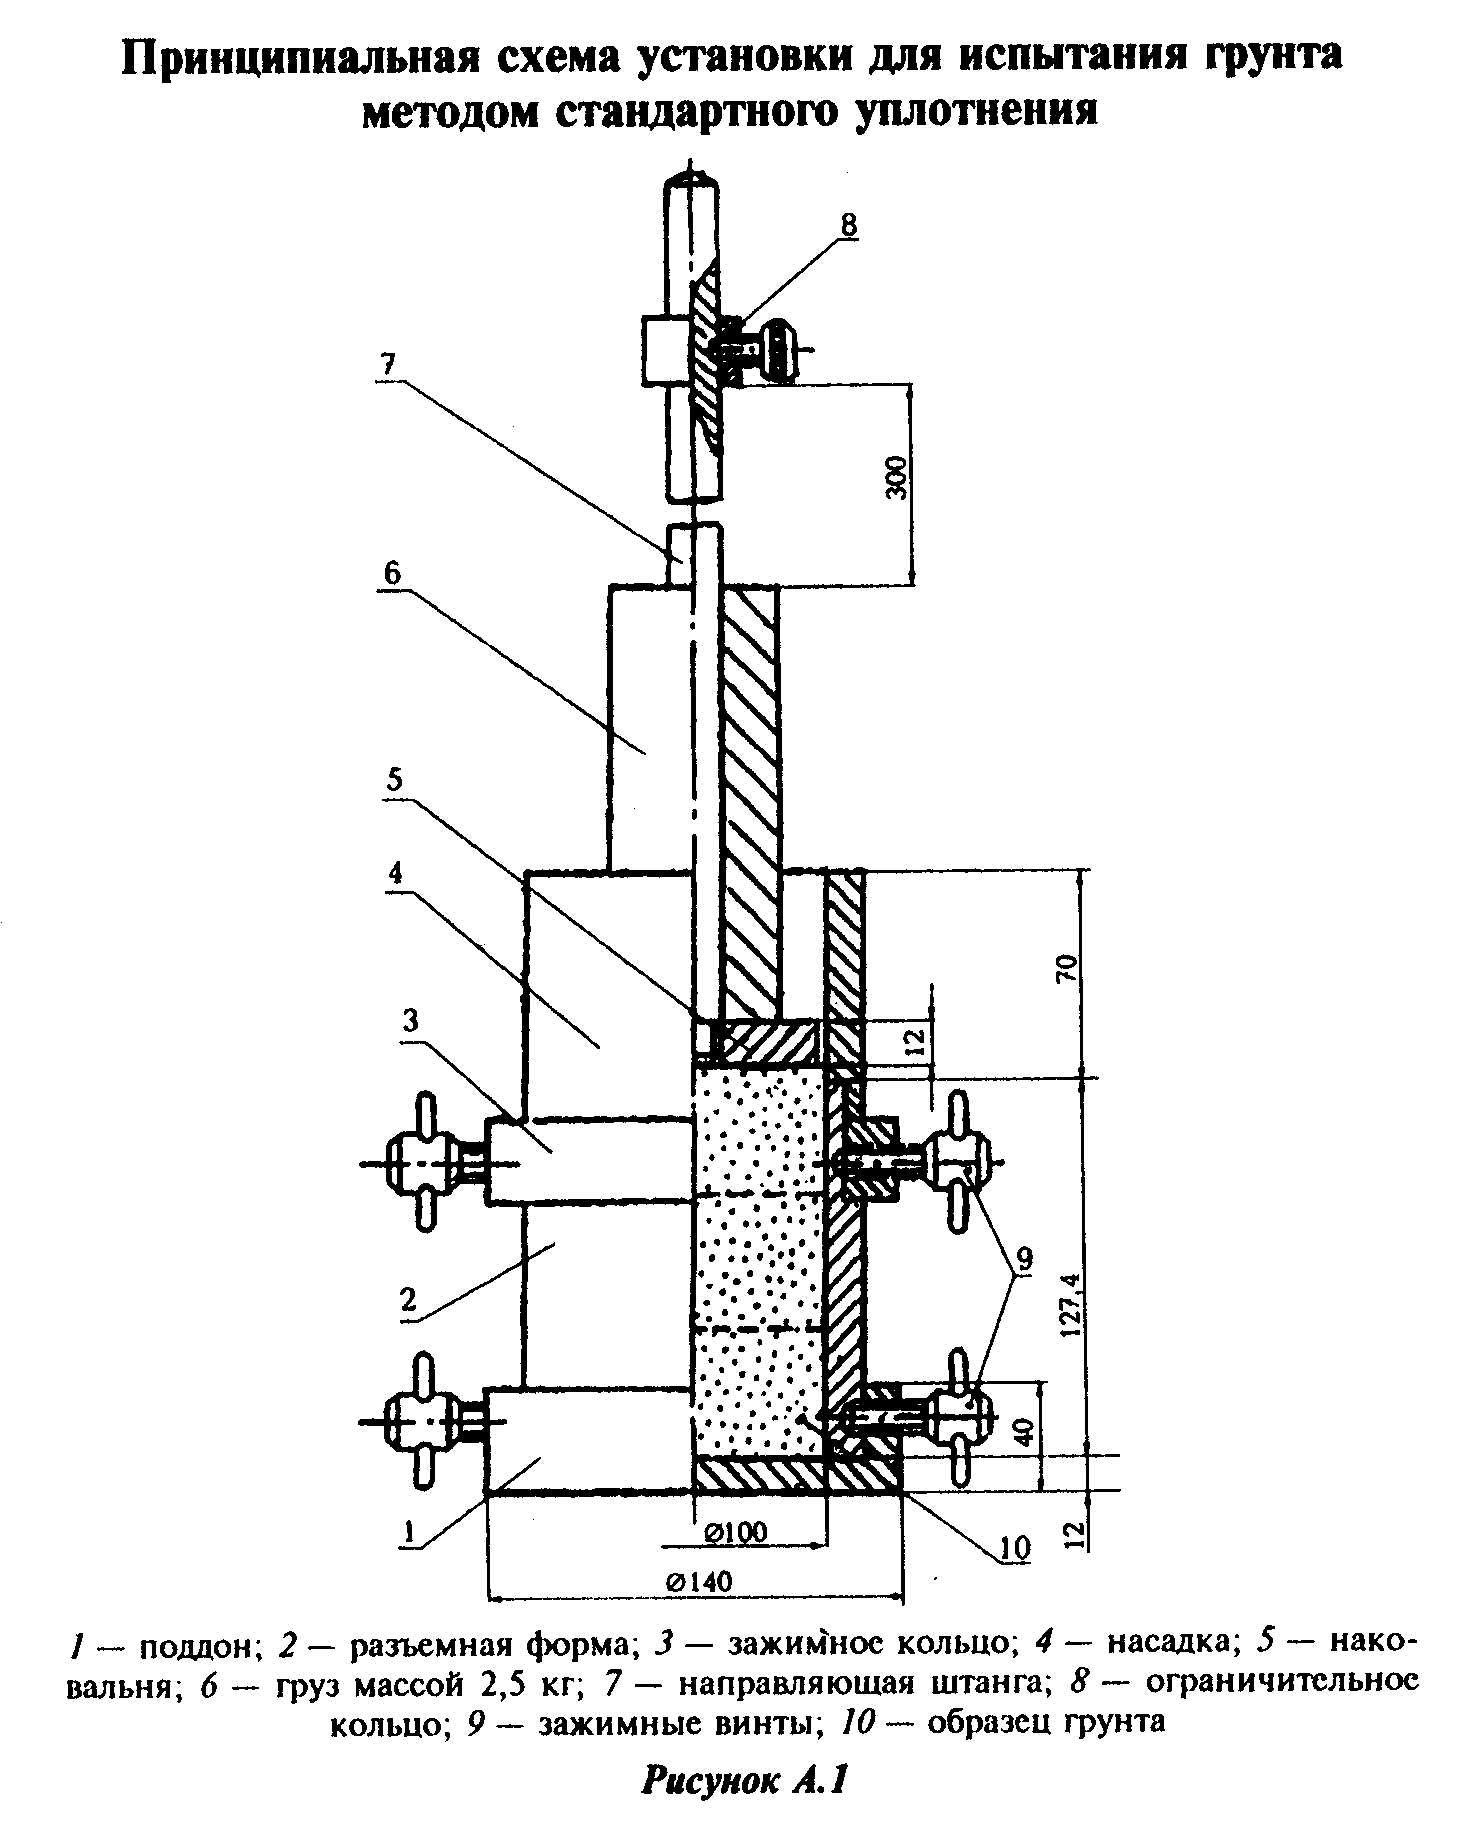 Принципиальная схема установки для испытания грунта
методом стандартного уплотнения
8
7
300
6
5
4
70
3
12
9
2
127,4
40
1
Ø100
10
12
Ø140
1 — поддон; 2 — разъемная форма; 3 — зажимное кольцо; 4 — насадка; 5 — нако-
вальня; 6 — груз массой 2,5 кг; 7 — направляющая штанга; 8 — ограничительное
кольцо; 9 — зажимные винты; 10 — образец грунта
Рисунок А.1